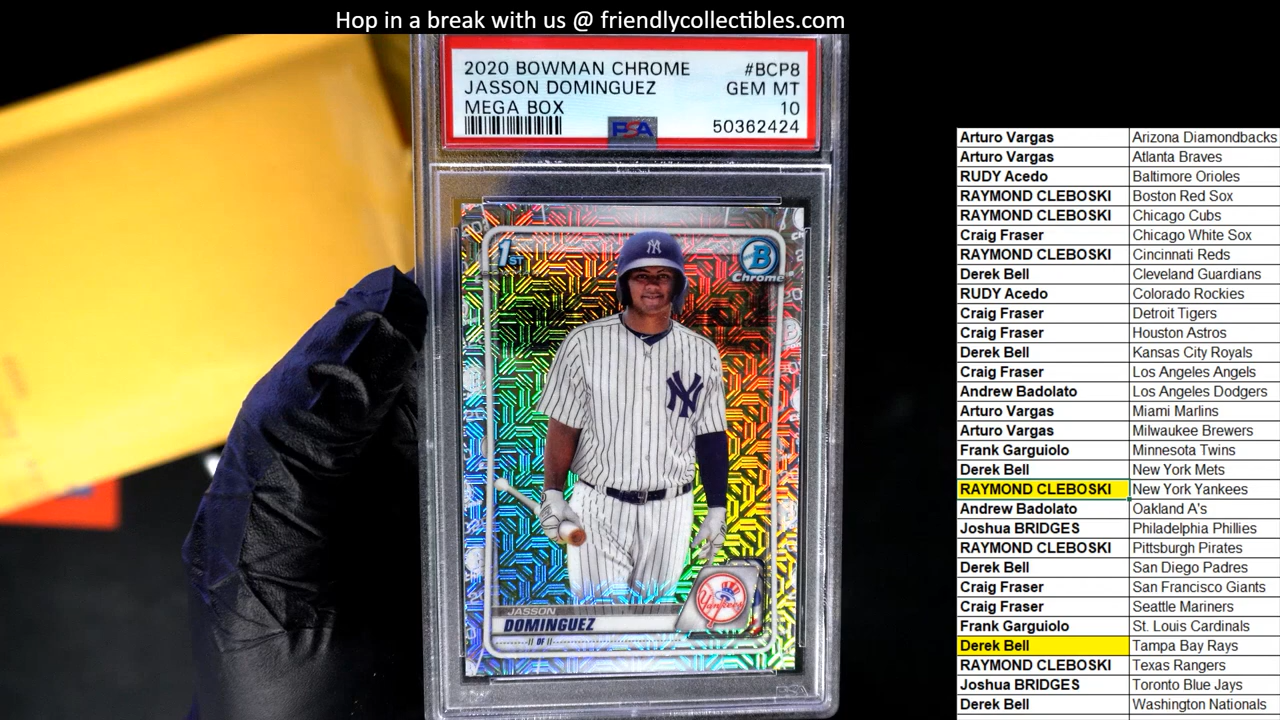 Hop in a break with us @ friendlycollectibles.com
2020 BOWMAN CHROME #BCP8
JASSON DOMINGUEZ GEM MT
MEGA BOX 10
PSA 50362424
1ST
B
Chrome
NY
NY
Yankees
JASSON
DOMINGUEZ
OF
PSA
Arturo Vargas Arizona Diamondbacks
Arturo Vargas Atlanta Braves
RUDY Acedo Baltimore Orioles
RAYMOND CLEBOSKI Boston Red Sox
RAYMOND CLEBOSKI Chicago Cubs
Craig Fraser Chicago White Sox
RAYMOND CLEBOSKI Cincinnati Reds
Derek Bell Cleveland Guardians
RUDY Acedo Colorado Rockies
Craig Fraser Detroit Tigers
Craig Fraser Houston Astros
Derek Bell Kansas City Royals
Craig Fraser Los Angeles Angels
Andrew Badolato Los Angeles Dodgers
Arturo Vargas Miami Marlins
Arturo Vargas Milwaukee Brewers
Frank Garguiolo Minnesota Twins
Derek Bell New York Mets
RAYMOND CLEBOSKI New York Yankees
Andrew Badolato Oakland A's
Joshua BRIDGES Philadelphia Phillies
RAYMOND CLEBOSKI Pittsburgh Pirates
Derek Bell San Diego Padres
Craig Fraser San Francisco Giants
Craig Fraser Seattle Mariners
Frank Garguiolo St. Louis Cardinals
Derek Bell Tampa Bay Rays
RAYMOND CLEBOSKI Texas Rangers
Joshua BRIDGES Toronto Blue Jays
Derek Bell Washington Nationals